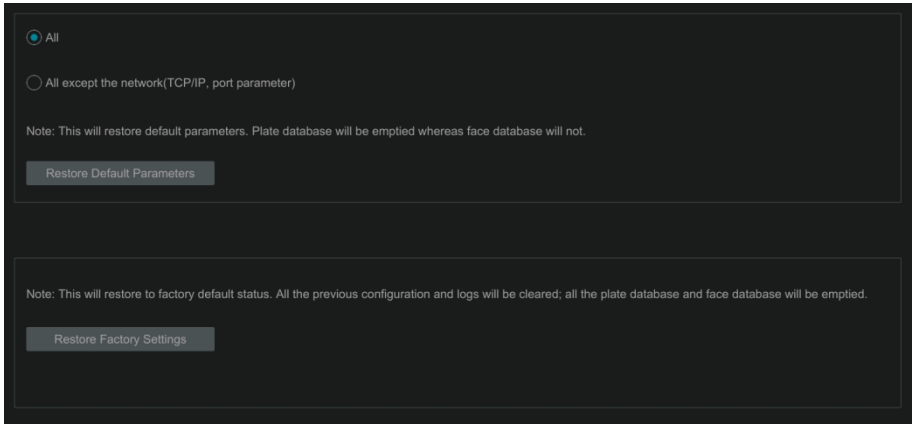 All
All except the network(TCP/IP, port parameter)
Note: This will restore default parameters. Plate database will be emptied whereas face database will not.
Restore Default Parameters
Note: This will restore to factory default status. All the previous configuration and logs will be cleared; all the plate database and face database will be emptied.
Restore Factory Settings